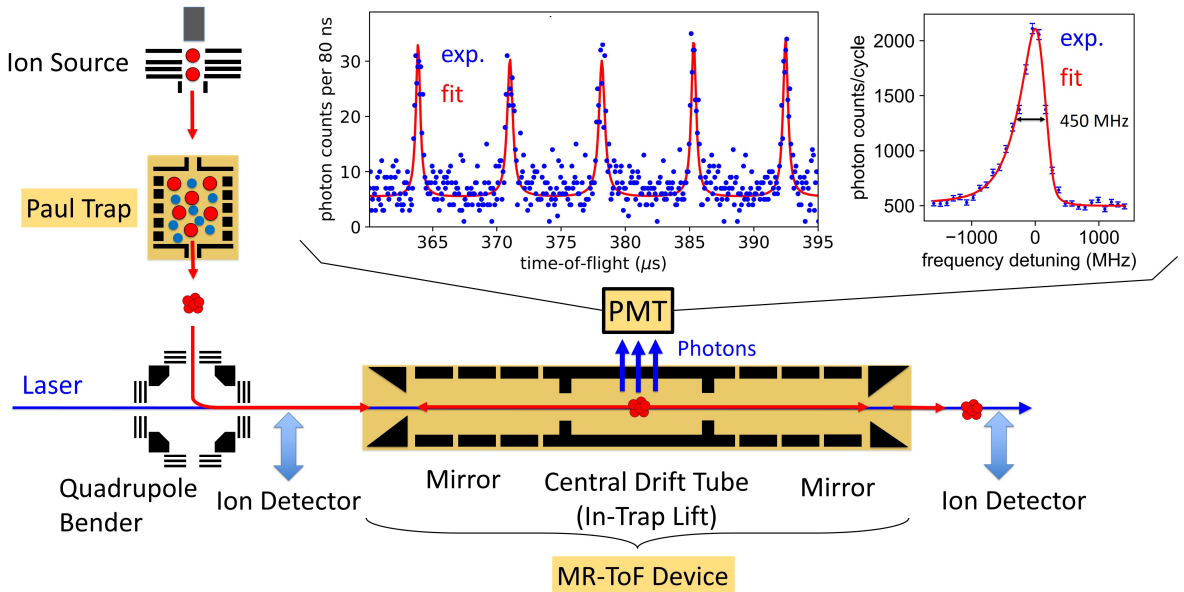 Ion Source
Paul Trap
photon counts per 80 ns
30
20
10
0
exp.
fit
365
370
375
380
385
390
395
time-of-flight (μs)
photon counts/cycle
2000
1500
1000
500
exp.
fit
450 MHz
−1000
0
1000
frequency detuning (MHz)
PMT
Photons
Laser
Quadrupole
Bender
Ion Detector
Mirror
Central Drift Tube
(In-Trap Lift)
Mirror
Ion Detector
MR-ToF Device